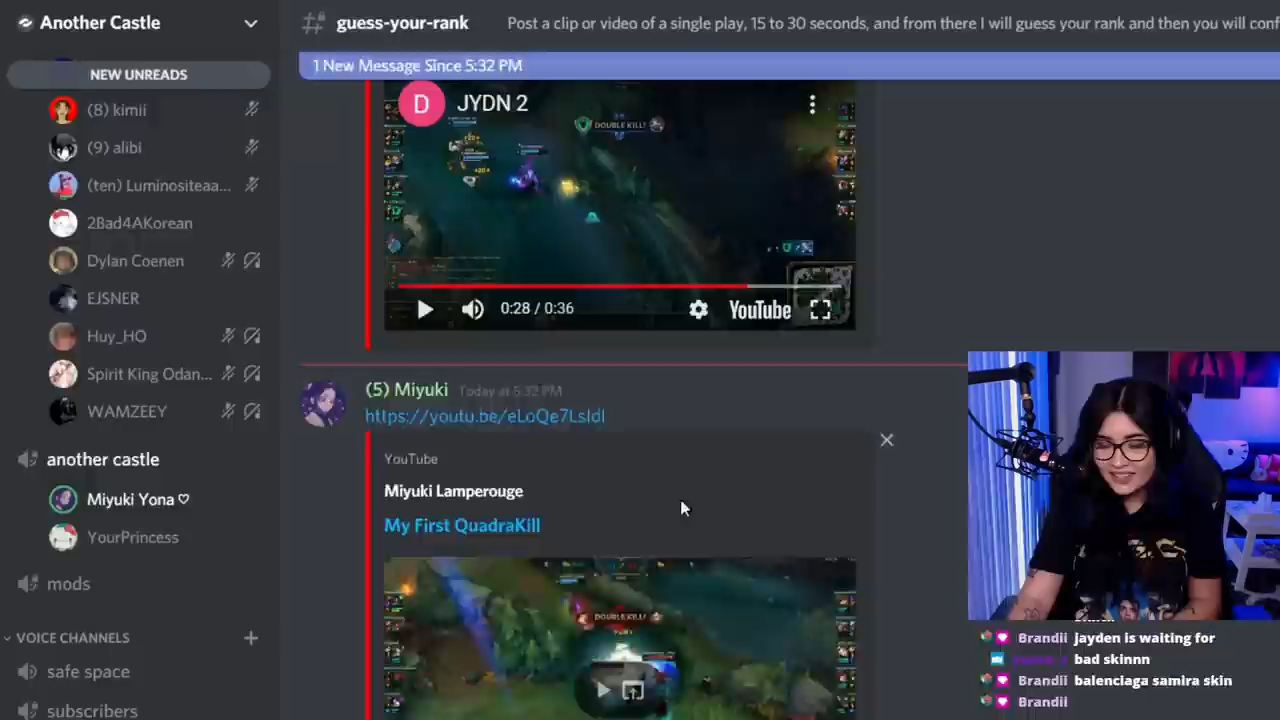 Another Castle
guess-your-rank
Post a clip or video of a single play, 15 to 30 seconds, and from there I will guess your rank and then you will conf
NEW UNREADS
1 New Message Since 5:32 PM
(8) kimii
(9) alibi
(ten) Luminositeaa...
2Bad4AKorean
Dylan Coenen
EJSNER
Huy_HO
Spirit King Odan...
WAMZEEY
another castle
Miyuki Yona ♡
YourPrincess
mods
VOICE CHANNELS
safe space
subscribers
D
JYDN 2
DOUBLE KILL!
0:28 / 0:36
YouTube
(5) Miyuki Today at 5:32 PM
https://youtu.be/eLoQe7LsIdI
YouTube
Miyuki Lamperouge
My First QuadraKill
DOUBLE KILL!
Brandii jayden is waiting for
bad skinnn
Brandii balenciaga samira skin
Brandii